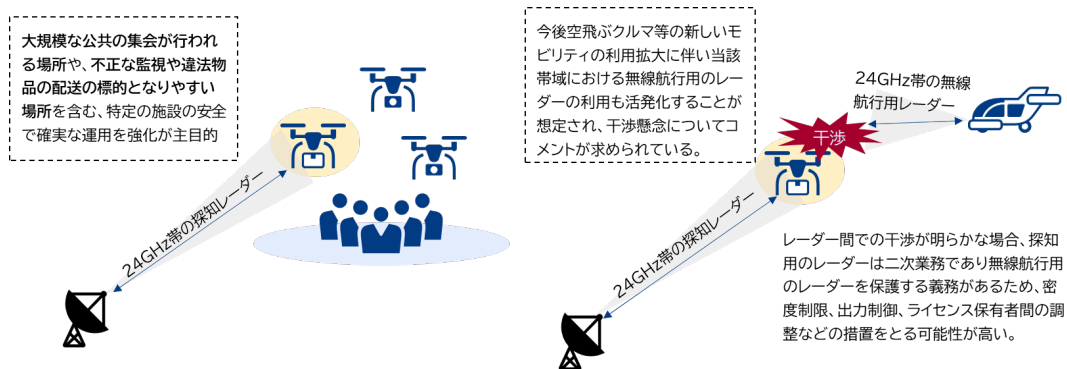 大規模な公共の集会が行われ
る場所や、不正な監視や違法物
品の配送の標的となりやすい
場所を含む、特定の施設の安全
で確実な運用を強化が主目的
24GHz帯の探知レーダー
今後空飛ぶクルマ等の新しいモ
ビリティの利用拡大に伴い当該
帯域における無線航行用のレー
ダーの利用も活発化することが
想定され、干渉懸念についてコ
メントが求められている。
24GHz帯の無線
航行用レーダー
干渉
24GHz帯の探知レーダー
レーダー間での干渉が明らかな場合、探知
用のレーダーは二次業務であり無線航行用
のレーダーを保護する義務があるため、密
度制限、出力制御、ライセンス保有者間の調
整などの措置をとる可能性が高い。